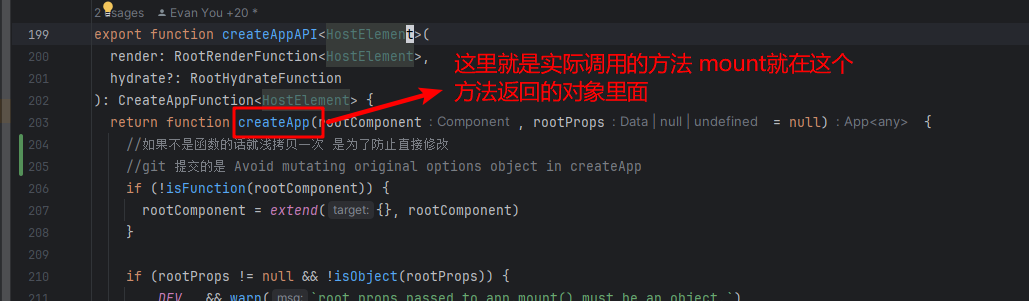 2 usages Evan You +20 *
199 export function createAppAPI<HostElement>(
200 render: RootRenderFunction<HostElement>,
201 hydrate?: RootHydrateFunction
202 ): CreateAppFunction<HostElement> {
这里就是实际调用的方法 mount就在这个
方法返回的对象里面
203 return function createApp(rootComponent : Component , rootProps : Data | null | undefined = null) : App<any> {
204 //如果不是函数的话就浅拷贝一次 是为了防止直接修改
205 //git 提交的是 Avoid mutating original options object in createApp
206 if (!isFunction(rootComponent)) {
207 rootComponent = extend( target: {}, rootComponent)
208 }
209
210 if (rootProps != null && !isObject(rootProps)) {
211 __DEV__ && warn( msg: `root props passed to app.mount() must be an object.`)